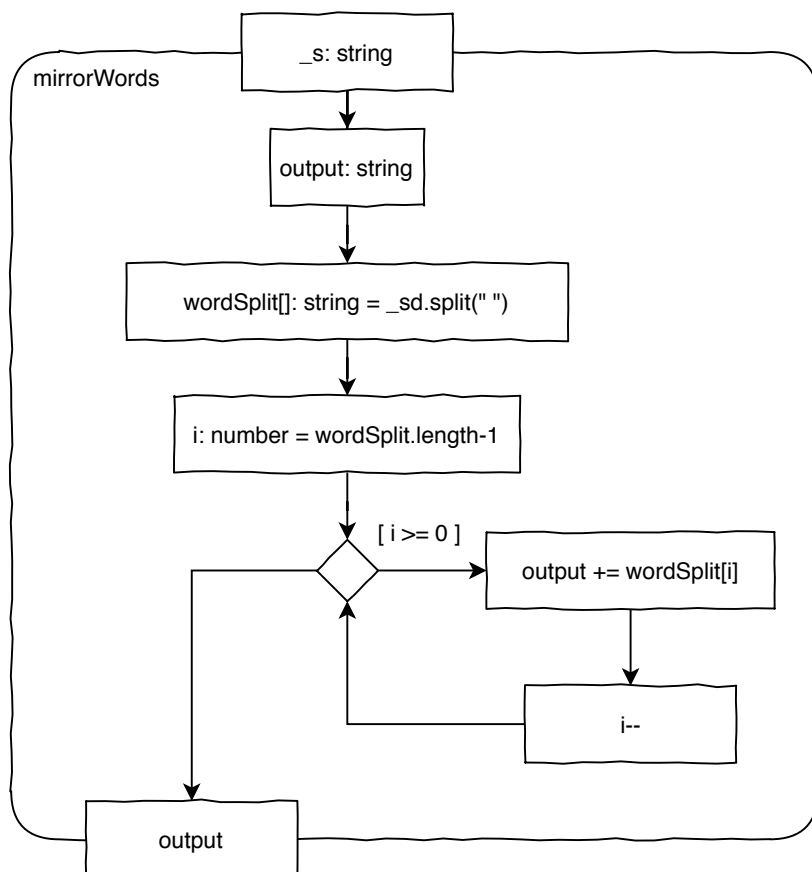 _s: string
mirrorWords
output: string
wordSplit[]: string = _sd.split(" ")
i: number = wordSplit.length-1
[ i >= 0 ]
output += wordSplit[i]
i--
output